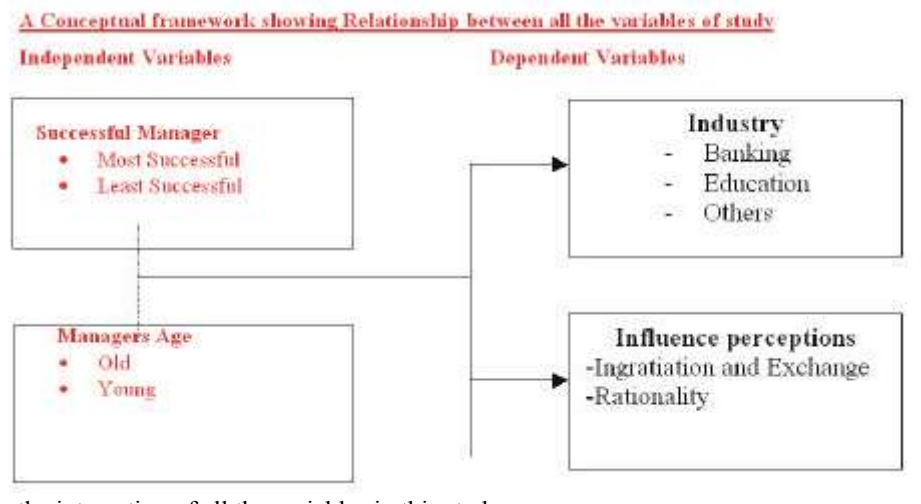 A Conceptual framework showing Relationship between all the variables of study
Independent Variables
Dependent Variables
Successful Manager
• Most Successful
• Least Successful
Managers Age
• Old
• Young
Industry
- Banking
- Education
- Others
Influence perceptions
-Ingratiation and Exchange
-Rationality